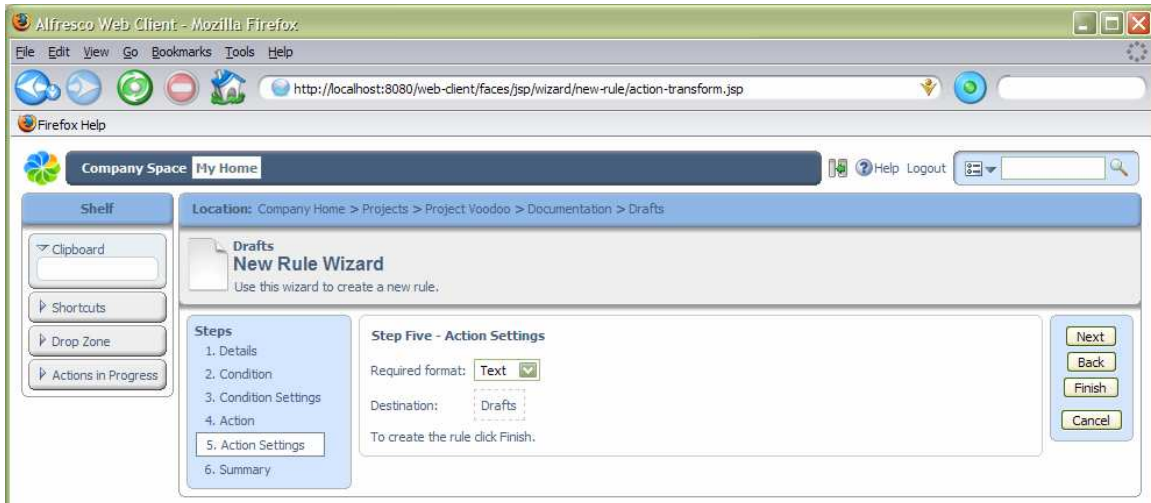 Alfresco Web Client - Mozilla Firefox
File Edit View Go Bookmarks Tools Help
http://localhost:8080/web-client/faces/jsp/wizard/new-rule/action-transform.jsp
Firefox Help
Company Space My Home Help Logout
Shelf
Location: Company Home > Projects > Project Voodoo > Documentation > Drafts
Clipboard
Shortcuts
Drop Zone
Actions in Progress
Drafts
New Rule Wizard
Use this wizard to create a new rule.
Steps
1. Details
2. Condition
3. Condition Settings
4. Action
5. Action Settings
6. Summary
Step Five - Action Settings
Required format: Text
Destination: Drafts
To create the rule click Finish.
Next
Back
Finish
Cancel